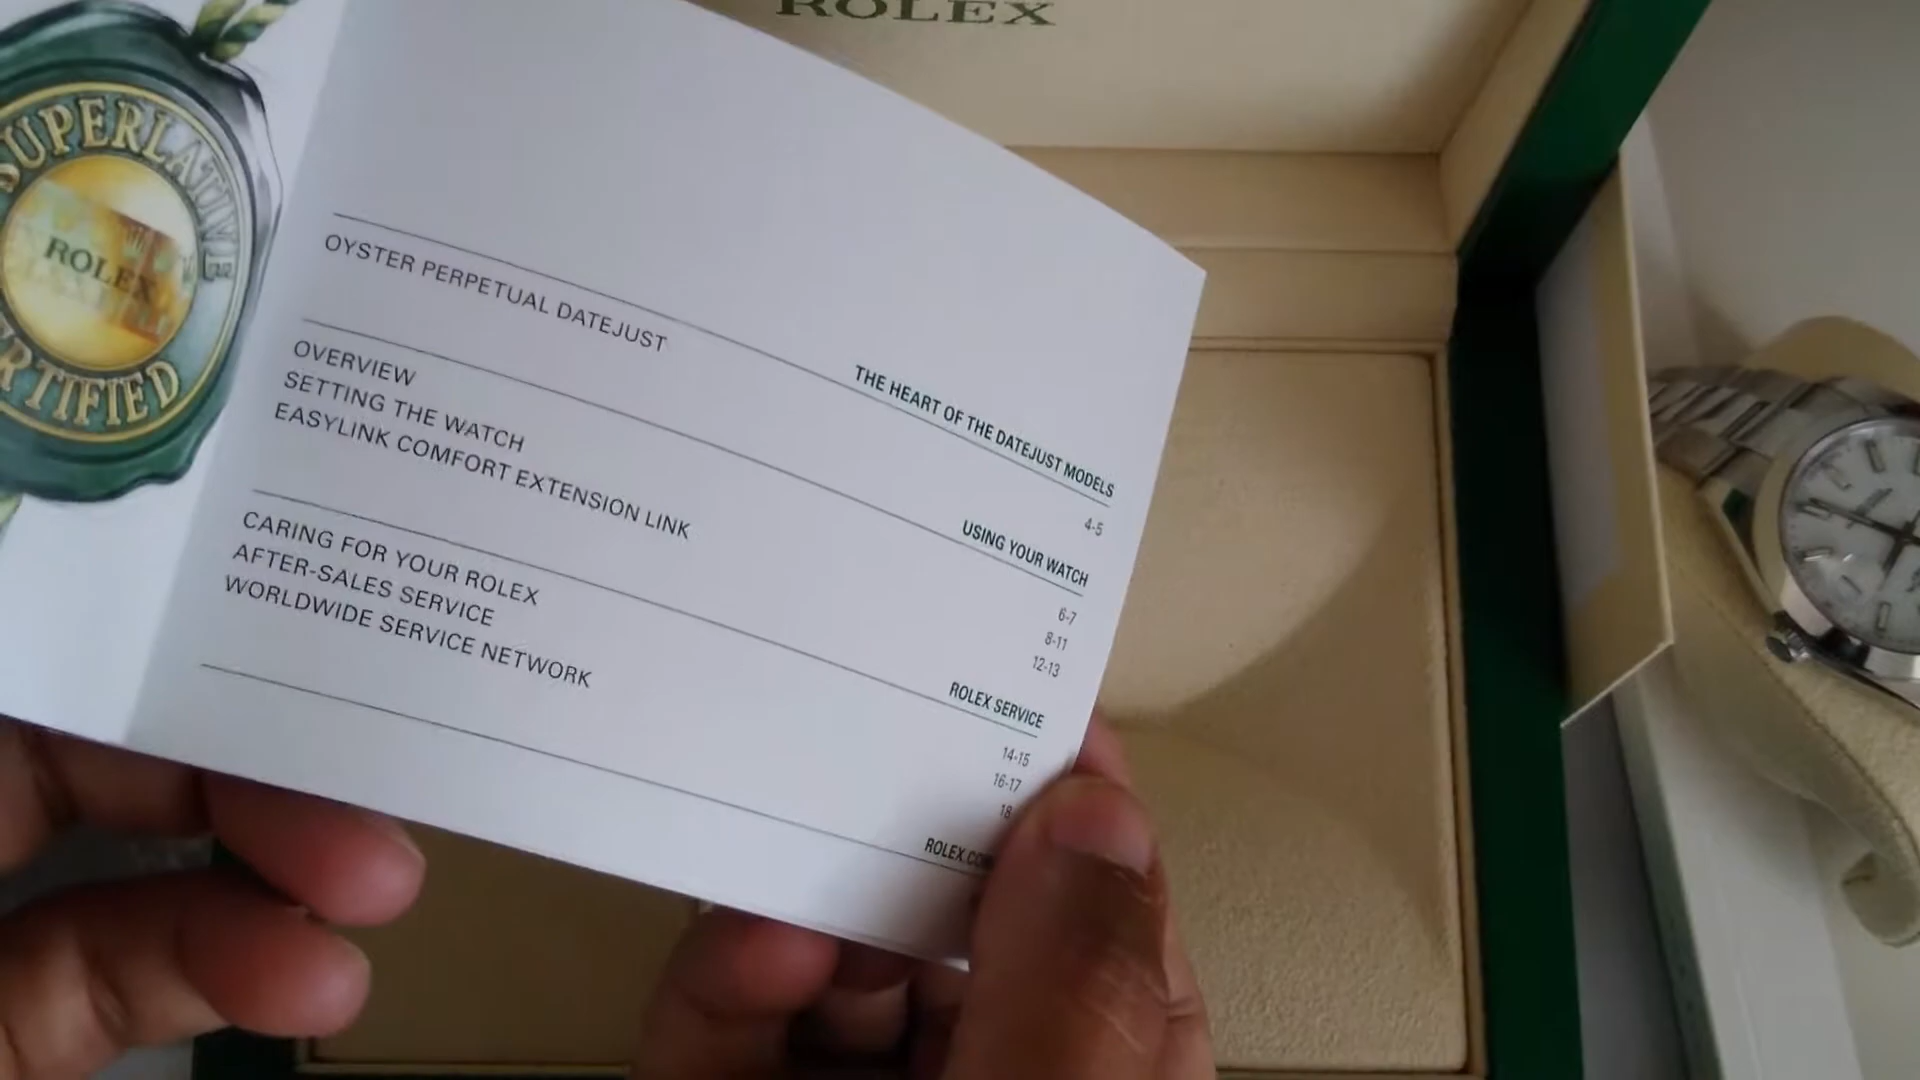 ROLEX
SUPERLATIVE
ROLEX
OYSTER PERPETUAL DATEJUST
THE HEART OF THE DATEJUST MODELS
4-5
USING YOUR WATCH
OVERVIEW 6-7
SETTING THE WATCH 8-11
EASYLINK COMFORT EXTENSION LINK 12-13
ROLEX SERVICE
CARING FOR YOUR ROLEX 14-15
AFTER-SALES SERVICE 16-17
WORLDWIDE SERVICE NETWORK 18